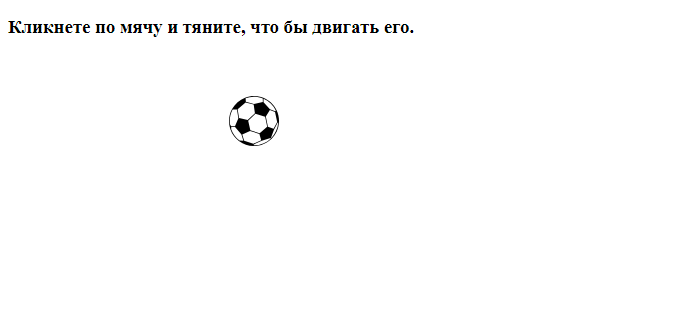 Кликнете по мячу и тяните, что бы двигать его.